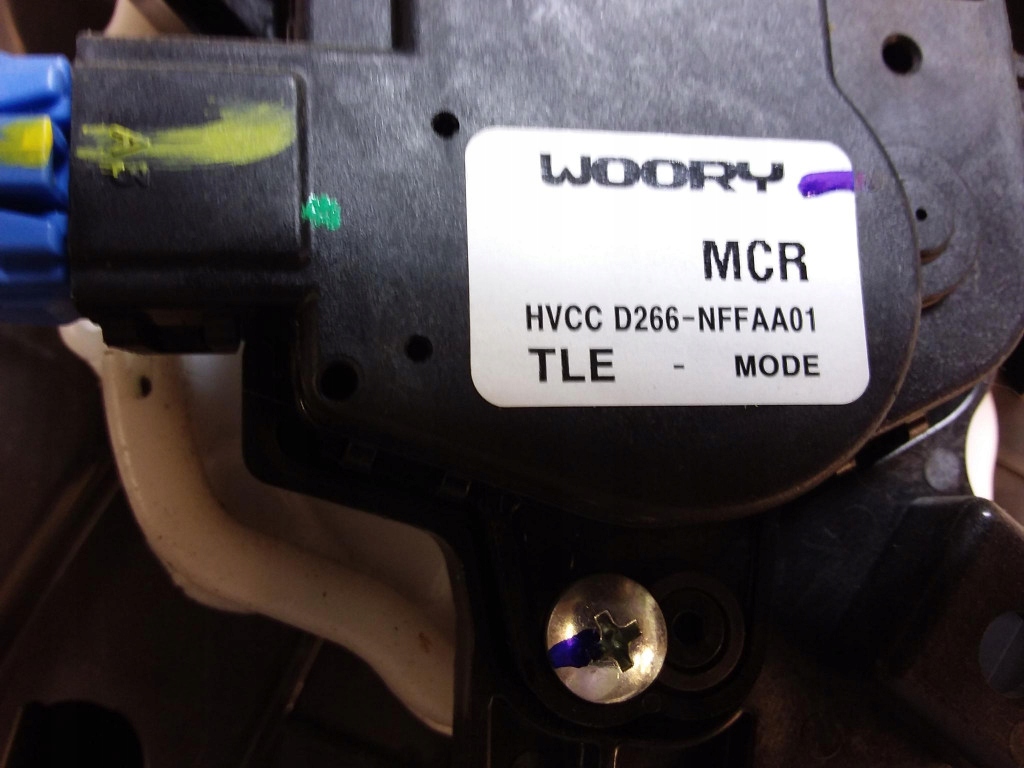 WOORY
MCR
HVCC D266-NFFAA01
TLE - MODE